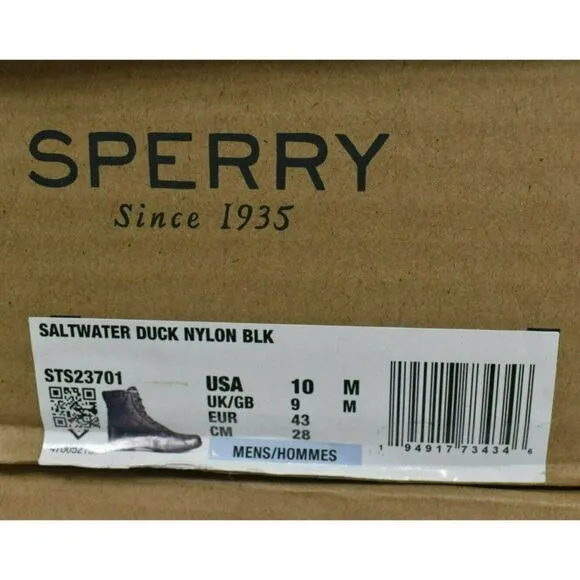 SPERRY
Since 1935
SALTWATER DUCK NYLON BLK
STS23701
USA 10 M
UK/GB 9 M
EUR 43
CM 28
MENS/HOMMES
1 94917 73434 6